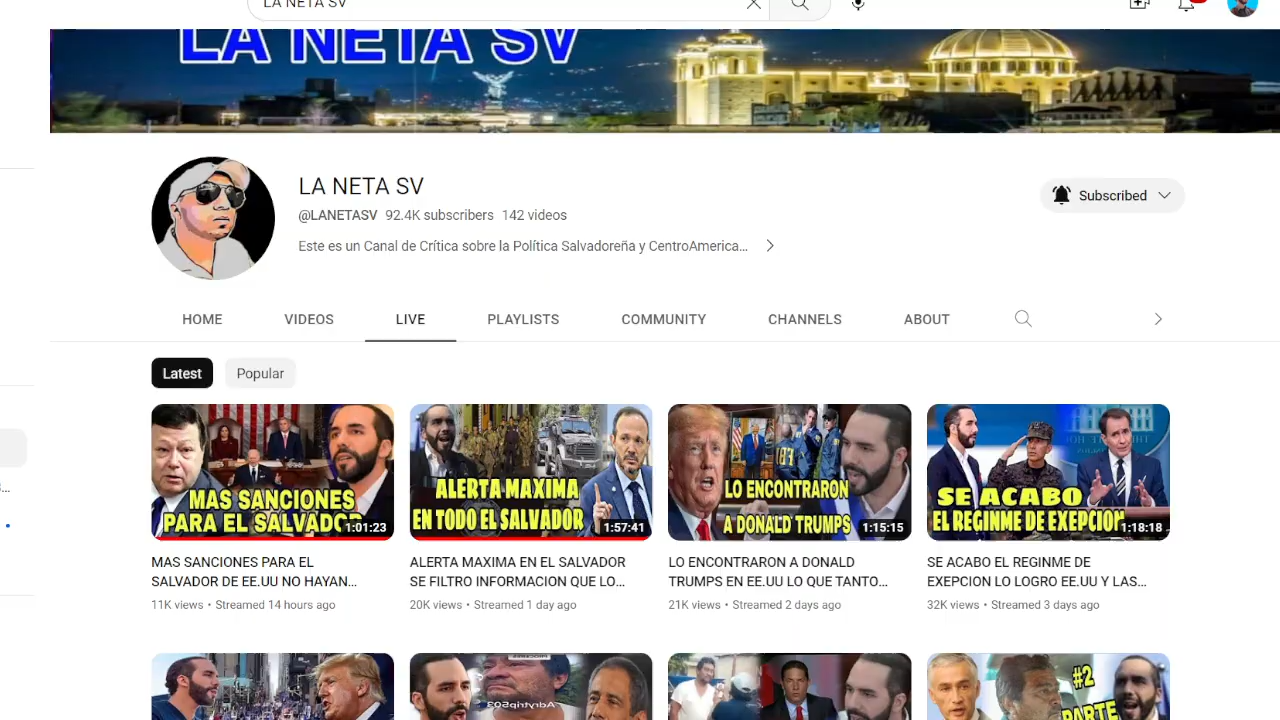 LA NETA SV
LA NETA SV
LA NETA SV
@LANETASV 92.4K subscribers 142 videos
Este es un Canal de Crítica sobre la Política Salvadoreña y CentroAmerica...
Subscribed
HOME VIDEOS LIVE PLAYLISTS COMMUNITY CHANNELS ABOUT
Latest Popular
MAS SANCIONES
PARA EL SALVADOR
1:01:23
ALERTA MAXIMA
EN TODO EL SALVADOR
1:57:41
LO ENCONTRARON
A DONALD TRUMPS
1:15:15
SE ACABO
EL REGINME DE EXEPCION
1:18:18
MAS SANCIONES PARA EL
SALVADOR DE EE.UU NO HAYAN...
11K views • Streamed 14 hours ago
ALERTA MAXIMA EN EL SALVADOR
SE FILTRO INFORMACION QUE LO...
20K views • Streamed 1 day ago
LO ENCONTRARON A DONALD
TRUMPS EN EE.UU LO QUE TANTO...
21K views • Streamed 2 days ago
SE ACABO EL REGINME DE
EXEPCION LO LOGRO EE.UU Y LAS...
32K views • Streamed 3 days ago
#2
PARTE